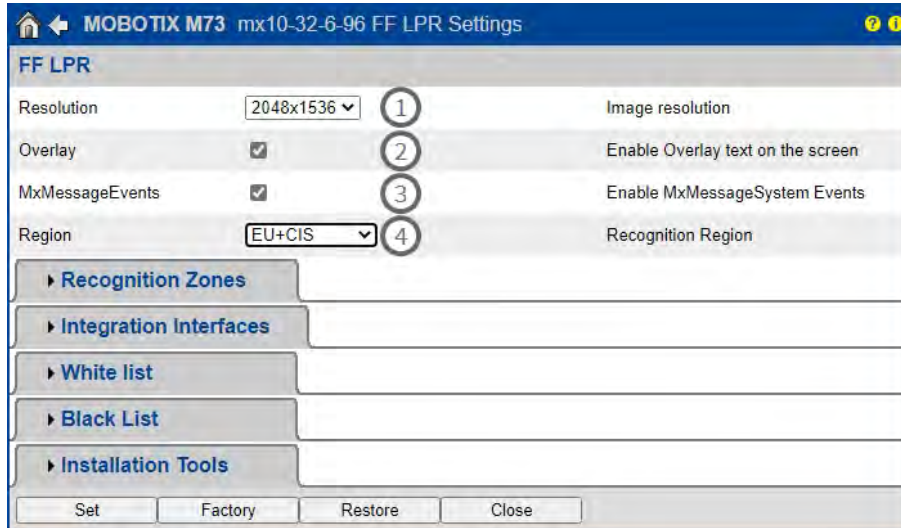 MOBOTIX M73 mx10-32-6-96 FF LPR Settings ? i
FF LPR
Resolution 2048x1536 1 Image resolution
Overlay 2 Enable Overlay text on the screen
MxMessageEvents 3 Enable MxMessageSystem Events
Region EU+CIS 4 Recognition Region
Recognition Zones
Integration Interfaces
White list
Black List
Installation Tools
Set Factory Restore Close